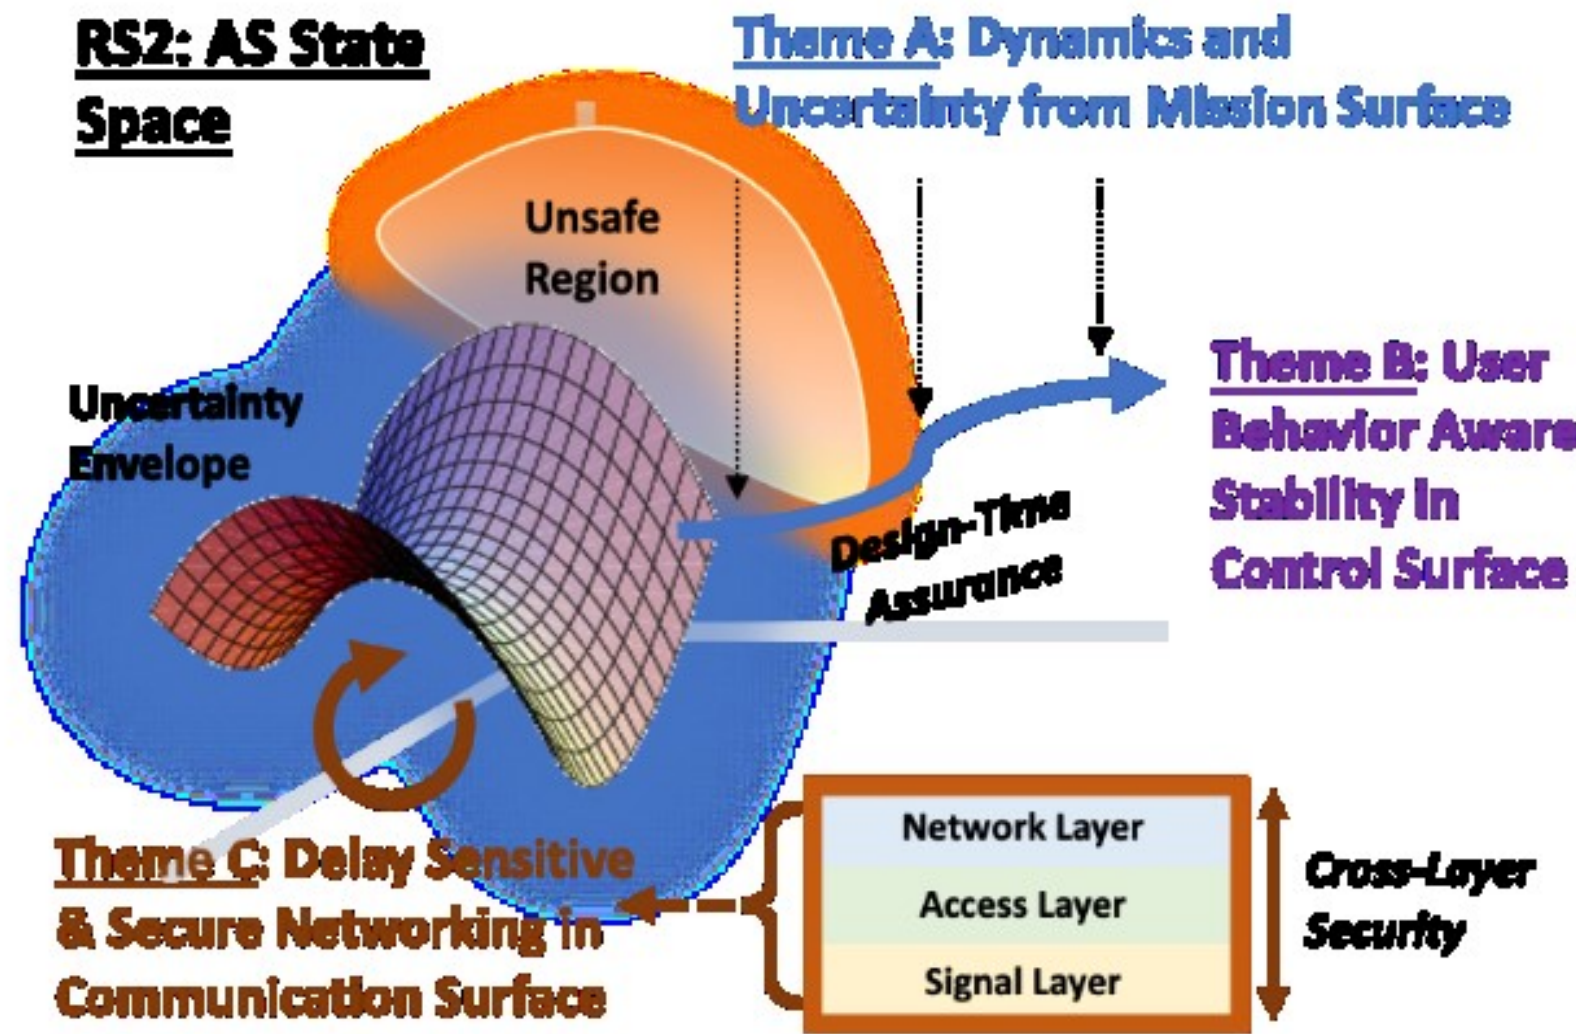 RS2: AS State
Space
Theme A: Dynamics and
Uncertainty from Mission Surface
Unsafe
Region
Uncertainty
Envelope
Theme B: User
Behavior Aware
Stability in
Control Surface
Design-Time
Assurance
Theme C: Delay Sensitive
& Secure Networking in
Communication Surface
Network Layer
Access Layer
Signal Layer
Cross-Layer
Security